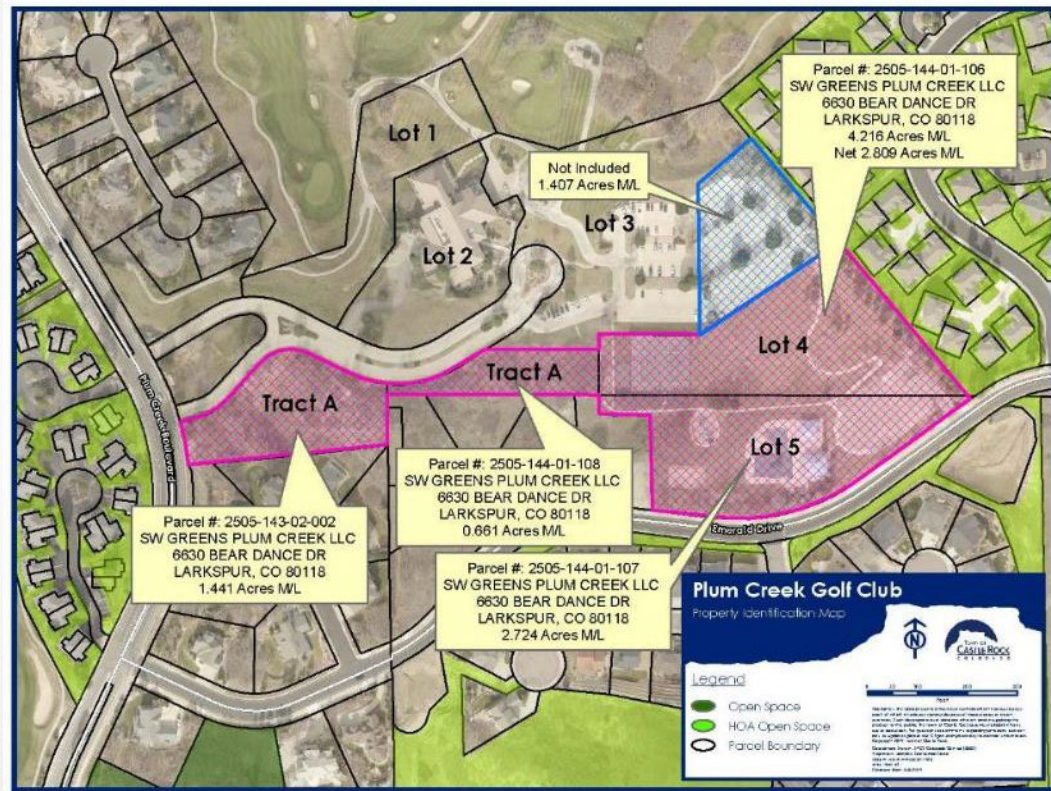 Parcel #: 2505-144-01-106
SW GREENS PLUM CREEK LLC
6630 BEAR DANCE DR
LARKSPUR, CO 80118
4.216 Acres M/L
Net 2.809 Acres M/L
Lot 1
Not Included
1.407 Acres M/L
Lot 3
Lot 2
Lot 4
Tract A
Tract A
Plum Creek Boulevard
Lot 5
Parcel #: 2505-144-01-108
SW GREENS PLUM CREEK LLC
6630 BEAR DANCE DR
LARKSPUR, CO 80118
0.661 Acres M/L
Emerald Drive
Parcel #: 2505-143-02-002
SW GREENS PLUM CREEK LLC
6630 BEAR DANCE DR
LARKSPUR, CO 80118
1.441 Acres M/L
Parcel #: 2505-144-01-107
SW GREENS PLUM CREEK LLC
6630 BEAR DANCE DR
LARKSPUR, CO 80118
2.724 Acres M/L
Plum Creek Golf Club
Property Identification Map
N
TOWN OF
CASTLE ROCK
COLORADO
Legend
Open Space
HOA Open Space
Parcel Boundary
Feet